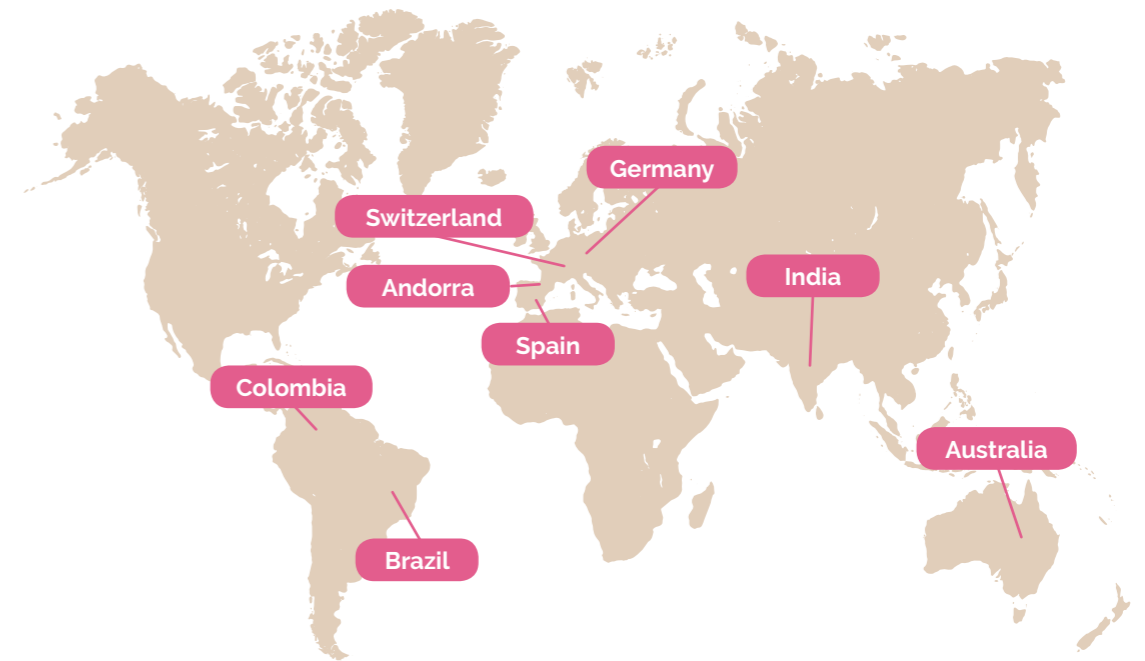 Germany
Switzerland
India
Andorra
Spain
Colombia
Australia
Brazil